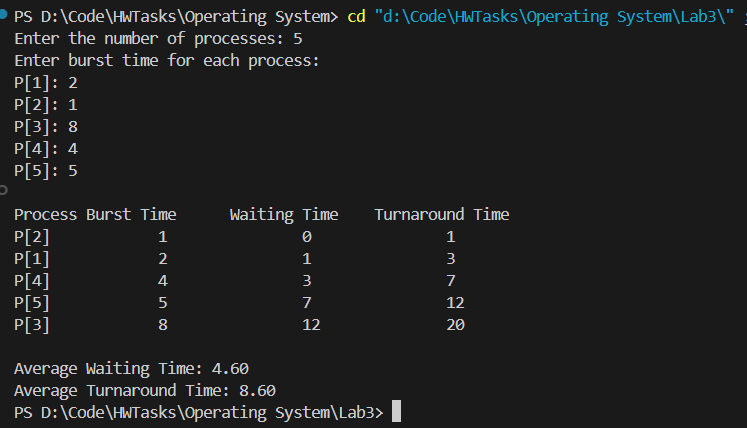 PS D:\Code\HWTasks\Operating System> cd "d:\Code\HWTasks\Operating System\Lab3\"
Enter the number of processes: 5
Enter burst time for each process:
P[1]: 2
P[2]: 1
P[3]: 8
P[4]: 4
P[5]: 5
Process Burst Time      Waiting Time    Turnaround Time
P[2]            1               0               1
P[1]            2               1               3
P[4]            4               3               7
P[5]            5               7               12
P[3]            8               12              20
Average Waiting Time: 4.60
Average Turnaround Time: 8.60
PS D:\Code\HWTasks\Operating System\Lab3>